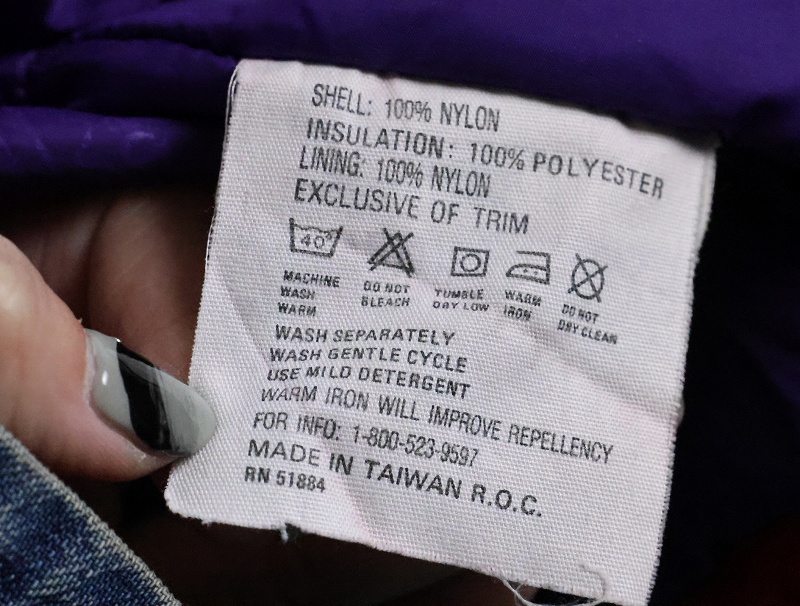 SHELL: 100% NYLON
INSULATION: 100% POLYESTER
LINING: 100% NYLON
EXCLUSIVE OF TRIM
40°
MACHINE WASH WARM
DO NOT BLEACH
TUMBLE DRY LOW
WARM IRON
DO NOT DRY CLEAN
WASH SEPARATELY
WASH GENTLE CYCLE
USE MILD DETERGENT
WARM IRON WILL IMPROVE REPELLENCY
FOR INFO: 1-800-523-9597
MADE IN TAIWAN R.O.C.
RN 51884